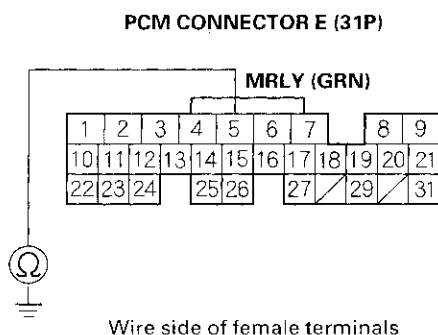 PCM CONNECTOR E (31P)
MRLY (GRN)
1 2 3 4 5 6 7 8 9
10 11 12 13 14 15 16 17 18 19 20 21
22 23 24 25 26 27 29 31
Ω
Wire side of female terminals